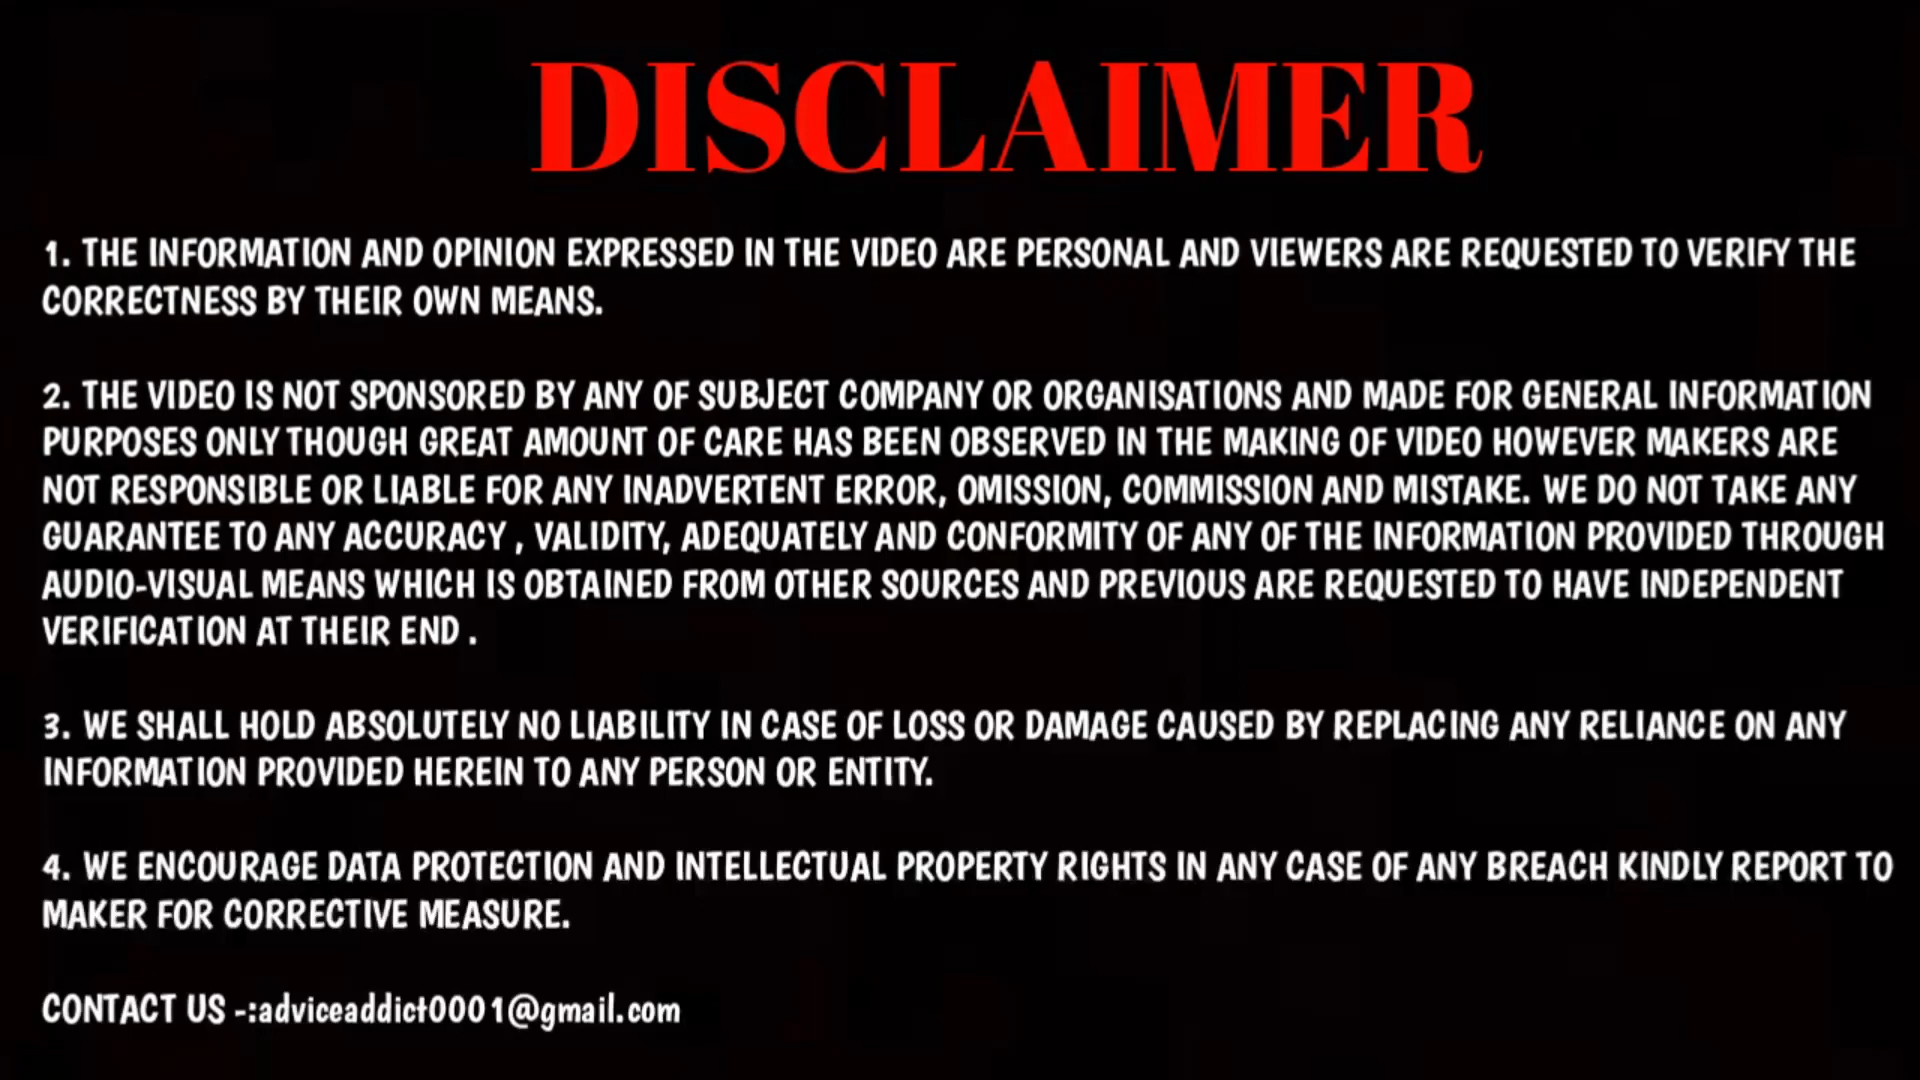 DISCLAIMER
1. THE INFORMATION AND OPINION EXPRESSED IN THE VIDEO ARE PERSONAL AND VIEWERS ARE REQUESTED TO VERIFY THE
CORRECTNESS BY THEIR OWN MEANS.
2. THE VIDEO IS NOT SPONSORED BY ANY OF SUBJECT COMPANY OR ORGANISATIONS AND MADE FOR GENERAL INFORMATION
PURPOSES ONLY THOUGH GREAT AMOUNT OF CARE HAS BEEN OBSERVED IN THE MAKING OF VIDEO HOWEVER MAKERS ARE
NOT RESPONSIBLE OR LIABLE FOR ANY INADVERTENT ERROR, OMISSION, COMMISSION AND MISTAKE. WE DO NOT TAKE ANY
GUARANTEE TO ANY ACCURACY , VALIDITY, ADEQUATELY AND CONFORMITY OF ANY OF THE INFORMATION PROVIDED THROUGH
AUDIO-VISUAL MEANS WHICH IS OBTAINED FROM OTHER SOURCES AND PREVIOUS ARE REQUESTED TO HAVE INDEPENDENT
VERIFICATION AT THEIR END .
3. WE SHALL HOLD ABSOLUTELY NO LIABILITY IN CASE OF LOSS OR DAMAGE CAUSED BY REPLACING ANY RELIANCE ON ANY
INFORMATION PROVIDED HEREIN TO ANY PERSON OR ENTITY.
4. WE ENCOURAGE DATA PROTECTION AND INTELLECTUAL PROPERTY RIGHTS IN ANY CASE OF ANY BREACH KINDLY REPORT TO
MAKER FOR CORRECTIVE MEASURE.
CONTACT US -:adviceaddict0001@gmail.com